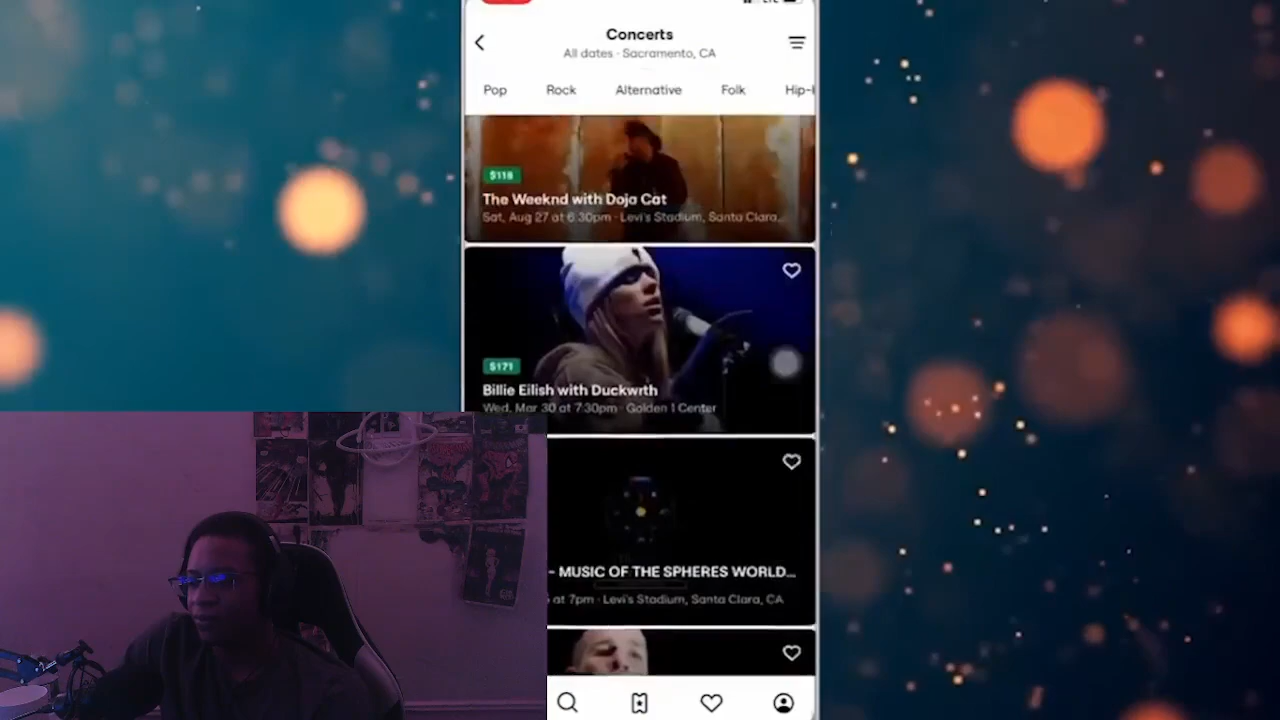 LTE
Concerts
All dates · Sacramento, CA
Pop Rock Alternative Folk Hip-
$118
The Weeknd with Doja Cat
Sat, Aug 27 at 6:30pm · Levi's Stadium, Santa Clara...
$171
Billie Eilish with Duckwrth
Wed, Mar 30 at 7:30pm · Golden 1 Center
- MUSIC OF THE SPHERES WORLD...
at 7pm · Levi's Stadium, Santa Clara, CA